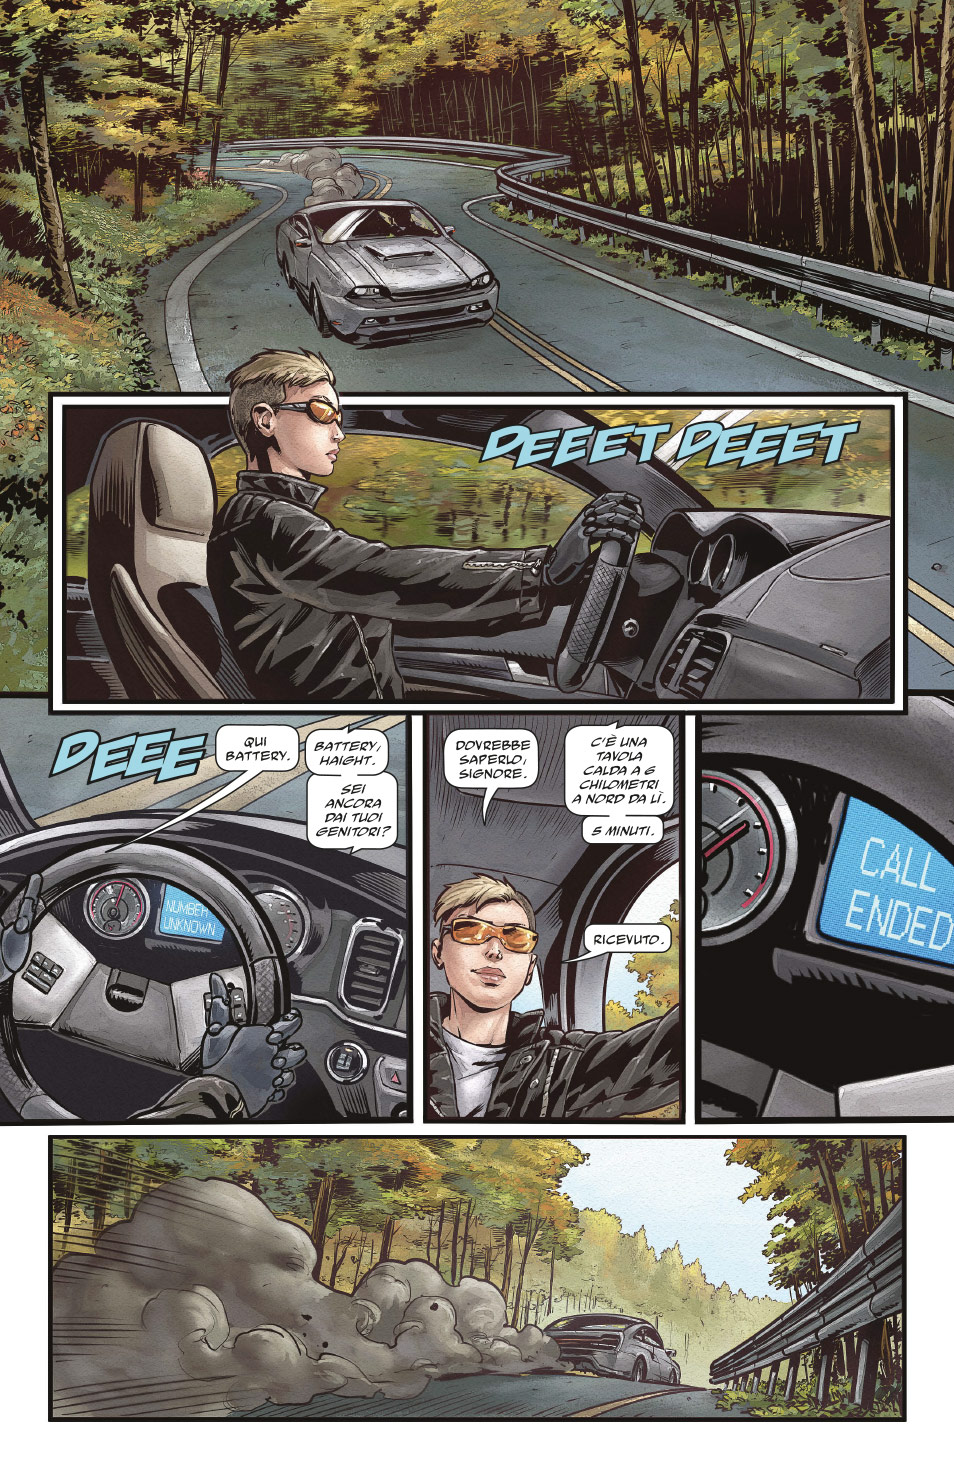 DEEET DEEET
DEEE
QUI
BATTERY.
BATTERY,
HAIGHT.
SEI
ANCORA
DAI TUOI
GENITORI?
NUMBER
UNKNOWN
DOVREBBE
SAPERLO,
SIGNORE.
C'È UNA
TAVOLA
CALDA A 6
CHILOMETRI
A NORD DA LÌ.
5 MINUTI.
RICEVUTO.
CALL
ENDED